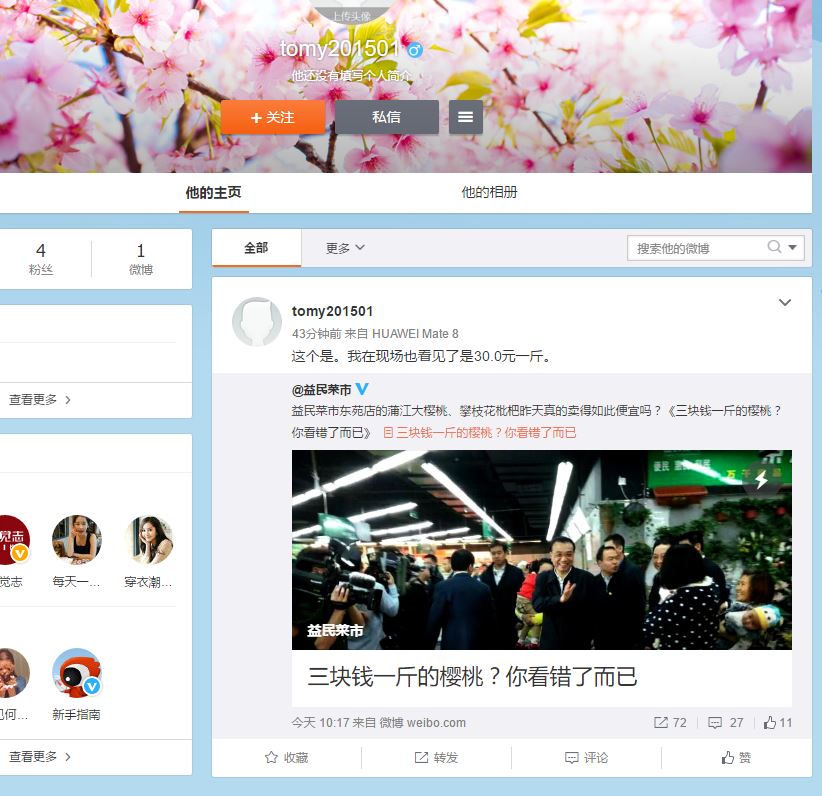 上传头像
tomy201501
他还没有填写个人简介
+ 关注
私信
他的主页
他的相册
4
粉丝
1
微博
查看更多 >
觉志
每天一...
穿衣潮...
新手指南
查看更多 >
全部
更多
搜索他的微博
tomy201501
43分钟前 来自 HUAWEI Mate 8
这个是。我在现场也看见了是30.0元一斤。
@益民菜市
益民菜市东苑店的蒲江大樱桃、攀枝花枇杷昨天真的卖得如此便宜吗？《三块钱一斤的樱桃？
你看错了而已》 三块钱一斤的樱桃？你看错了而已
益民菜市
三块钱一斤的樱桃？你看错了而已
今天 10:17 来自 微博 weibo.com
72
27
11
收藏
转发
评论
赞